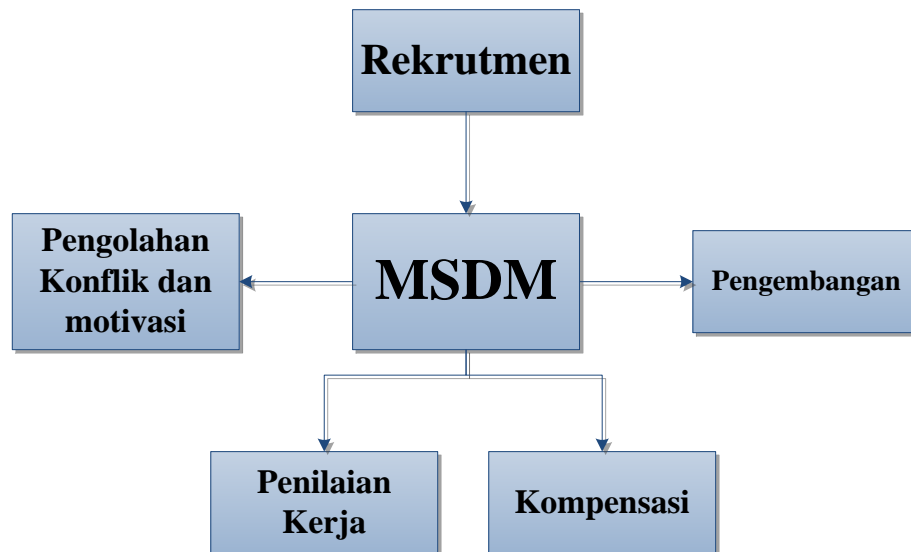 Rekrutmen
Pengolahan
Konflik dan
motivasi
MSDM
Pengembangan
Penilaian
Kerja
Kompensasi